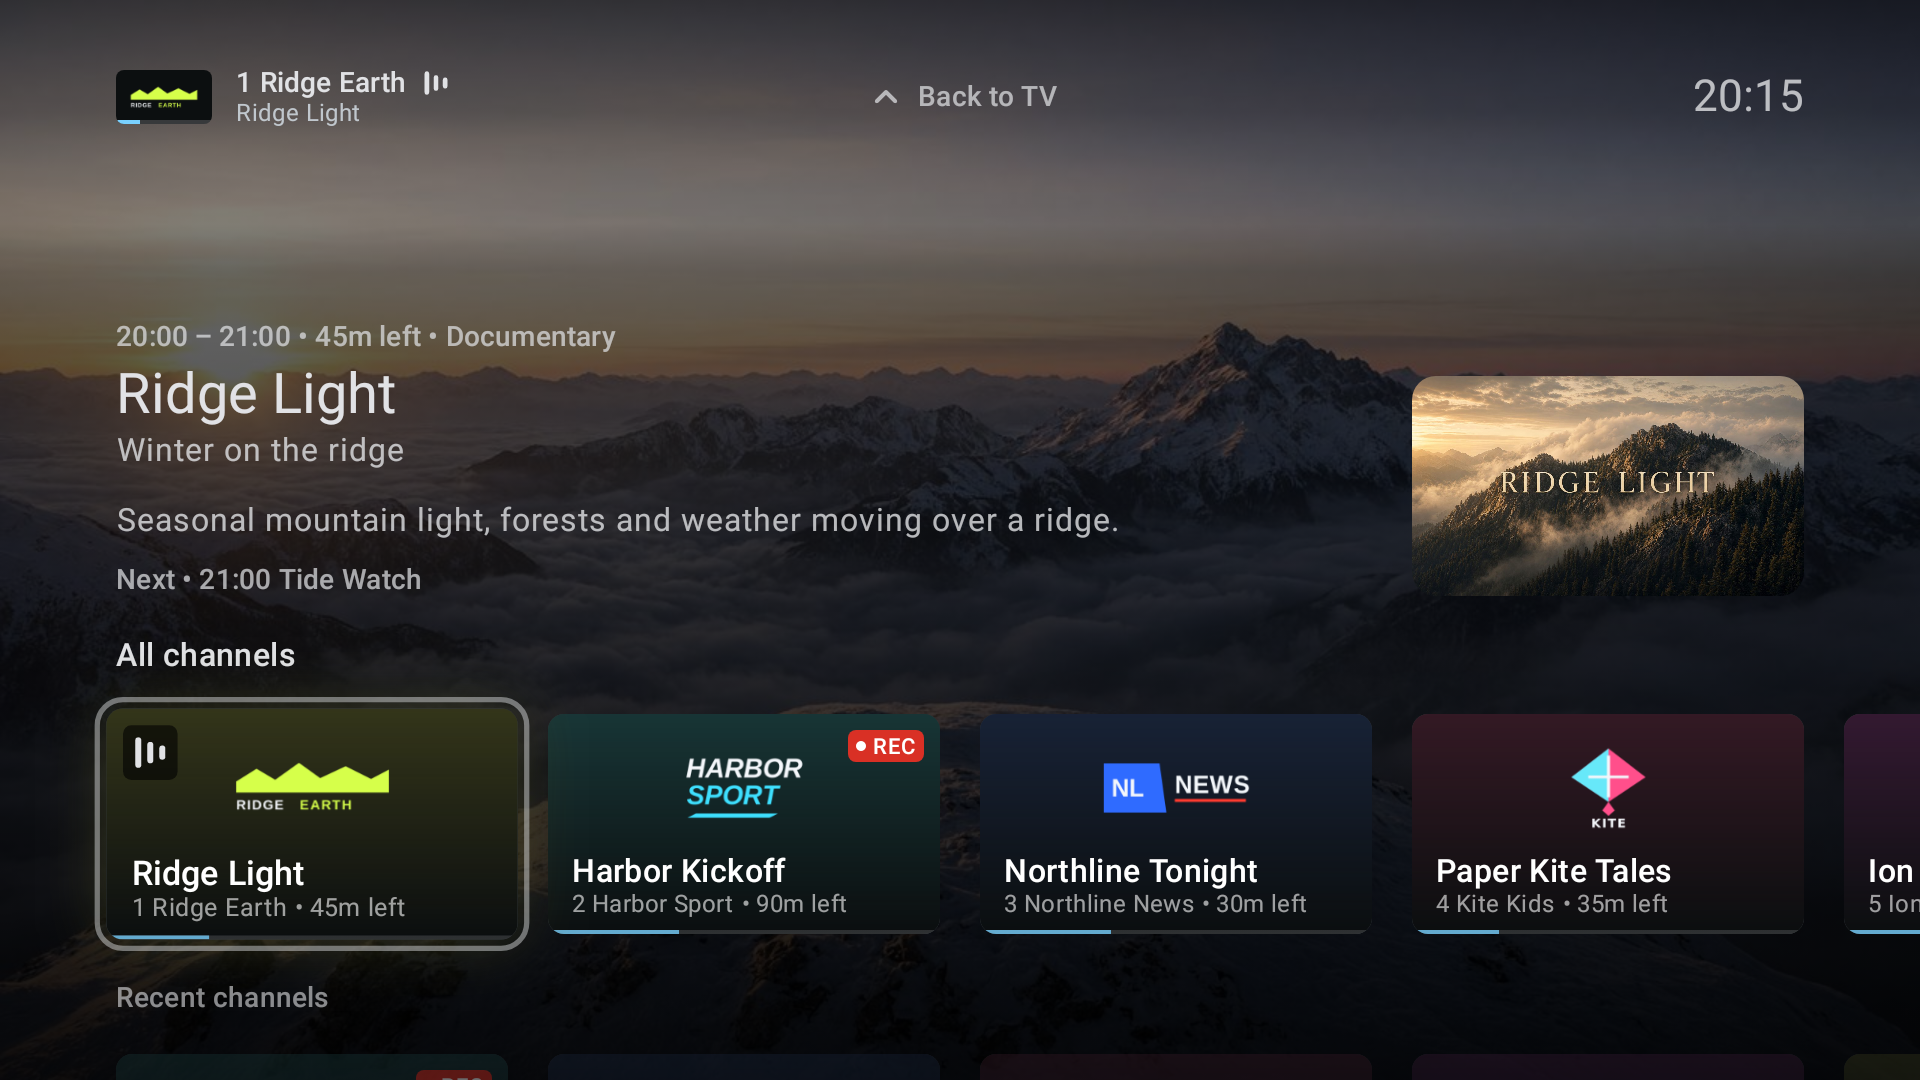 RIDGE EARTH
1 Ridge Earth
Ridge Light
Back to TV
20:15
20:00 – 21:00 • 45m left • Documentary
Ridge Light
Winter on the ridge
Seasonal mountain light, forests and weather moving over a ridge.
Next • 21:00 Tide Watch
RIDGE LIGHT
All channels
RIDGE EARTH
Ridge Light
1 Ridge Earth • 45m left
HARBOR
SPORT
REC
Harbor Kickoff
2 Harbor Sport • 90m left
NL NEWS
Northline Tonight
3 Northline News • 30m left
KITE
Paper Kite Tales
4 Kite Kids • 35m left
Ion
5 Ion
Recent channels